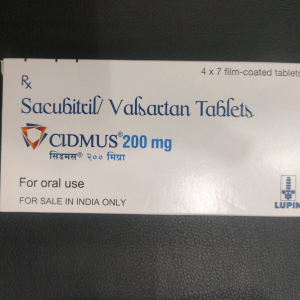 Rx
4 x 7 film-coated tablets
Sacubitril/ Valsartan Tablets
CIDMUS® 200 mg
सिडमस® २०० मिग्रा
For oral use
FOR SALE IN INDIA ONLY
LUPIN